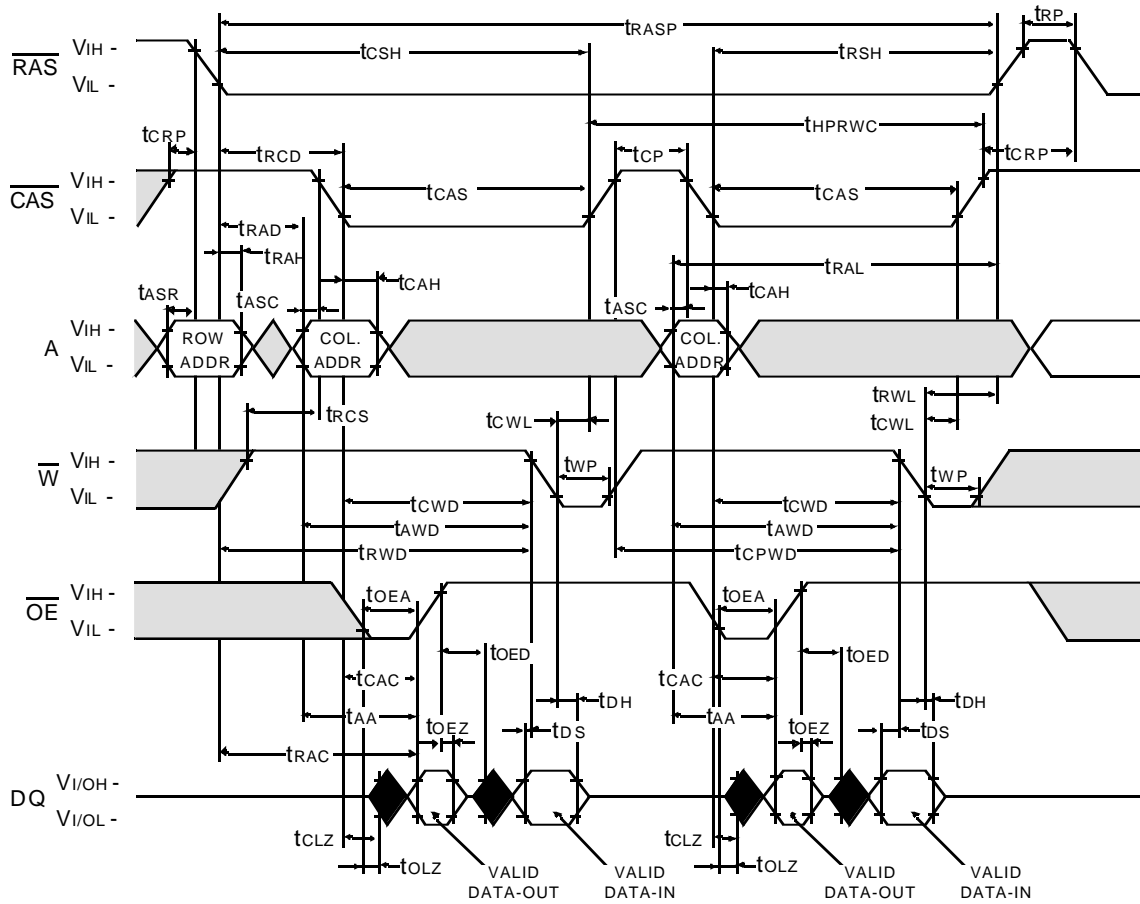 tRASP
tRP
tCSH
tRSH
RAS
VIH -
VIL -
tHPRWC
tCRP
tRCD
tCP
tCRP
CAS
VIH -
VIL -
tCAS
tCAS
tRAD
tRAH
tCAH
tRAL
tASR
tASC
tASC
tCAH
A
VIH -
VIL -
ROW
ADDR
COL.
ADDR
COL.
ADDR
tRCS
tCWL
tRWL
tCWL
W
VIH -
VIL -
tWP
tWP
tCWD
tCWD
tAWD
tAWD
tRWD
tCPWD
OE
VIH -
VIL -
tOEA
tOEA
tOED
tOED
tCAC
tCAC
tDH
tDH
tAA
tOEZ
tDS
tAA
tOEZ
tDS
tRAC
DQ
VI/OH -
VI/OL -
tCLZ
tOLZ
tCLZ
tOLZ
VALID
DATA-OUT
VALID
DATA-IN
VALID
DATA-OUT
VALID
DATA-IN